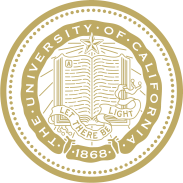 ·THE·UNIVERSITY·OF·CALIFORNIA·
LET THERE BE LIGHT
·1868·